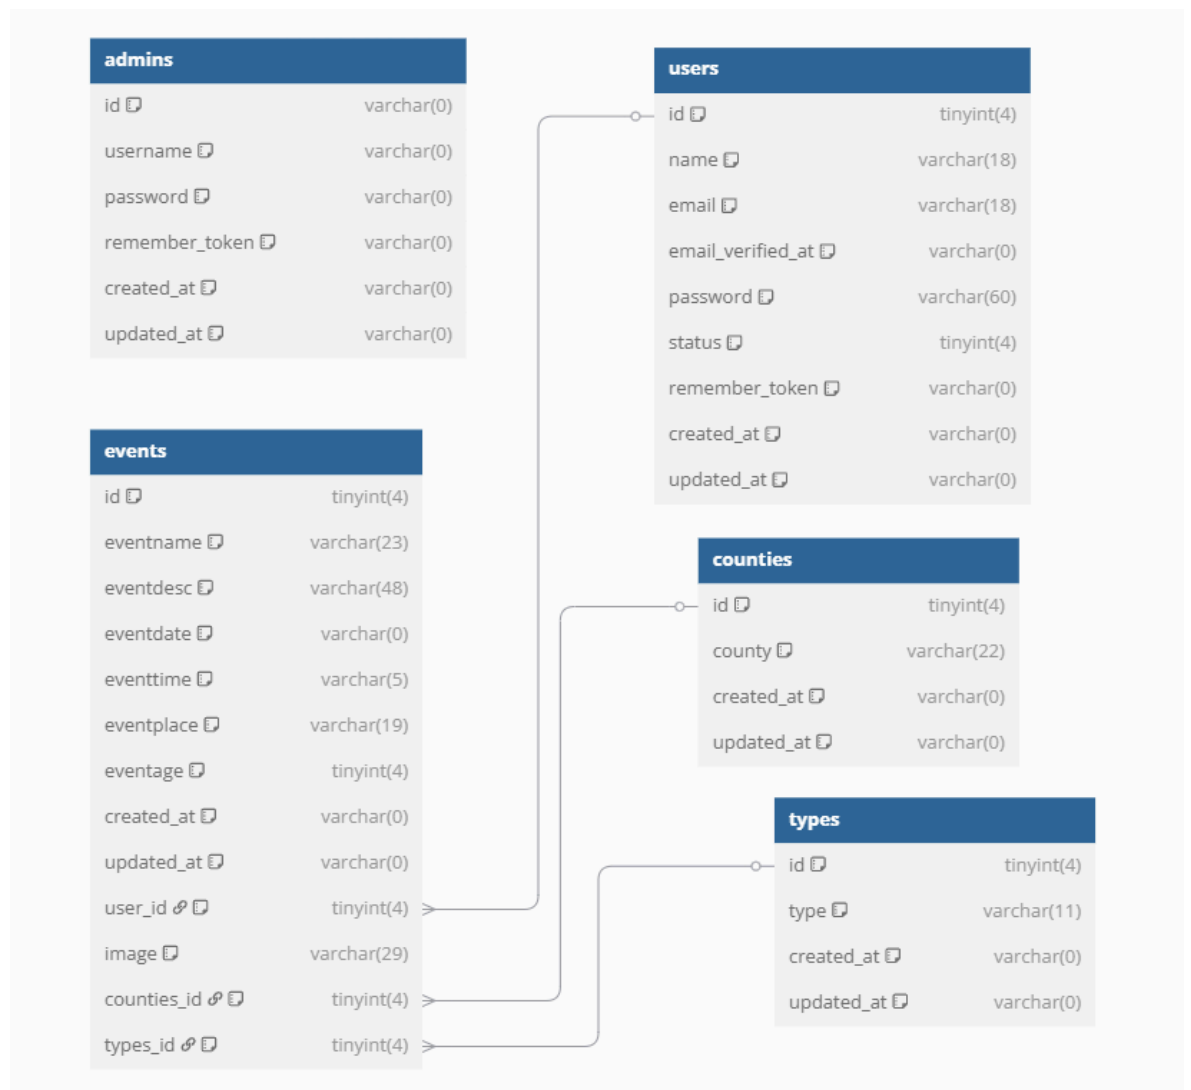 admins
id varchar(0)
username varchar(0)
password varchar(0)
remember_token varchar(0)
created_at varchar(0)
updated_at varchar(0)
users
id tinyint(4)
name varchar(18)
email varchar(18)
email_verified_at varchar(0)
password varchar(60)
status tinyint(4)
remember_token varchar(0)
created_at varchar(0)
updated_at varchar(0)
events
id tinyint(4)
eventname varchar(23)
eventdesc varchar(48)
eventdate varchar(0)
eventtime varchar(5)
eventplace varchar(19)
eventage tinyint(4)
created_at varchar(0)
updated_at varchar(0)
user_id tinyint(4)
image varchar(29)
counties_id tinyint(4)
types_id tinyint(4)
counties
id tinyint(4)
county varchar(22)
created_at varchar(0)
updated_at varchar(0)
types
id tinyint(4)
type varchar(11)
created_at varchar(0)
updated_at varchar(0)